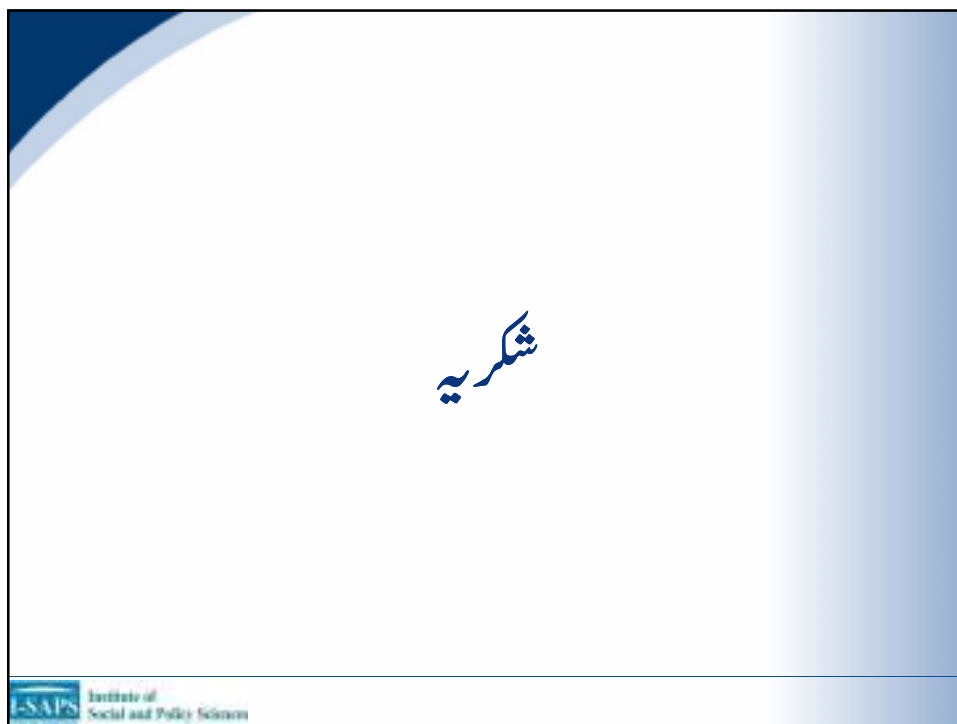 شکریہ
I-SAPS
Institute of
Social and Policy Sciences